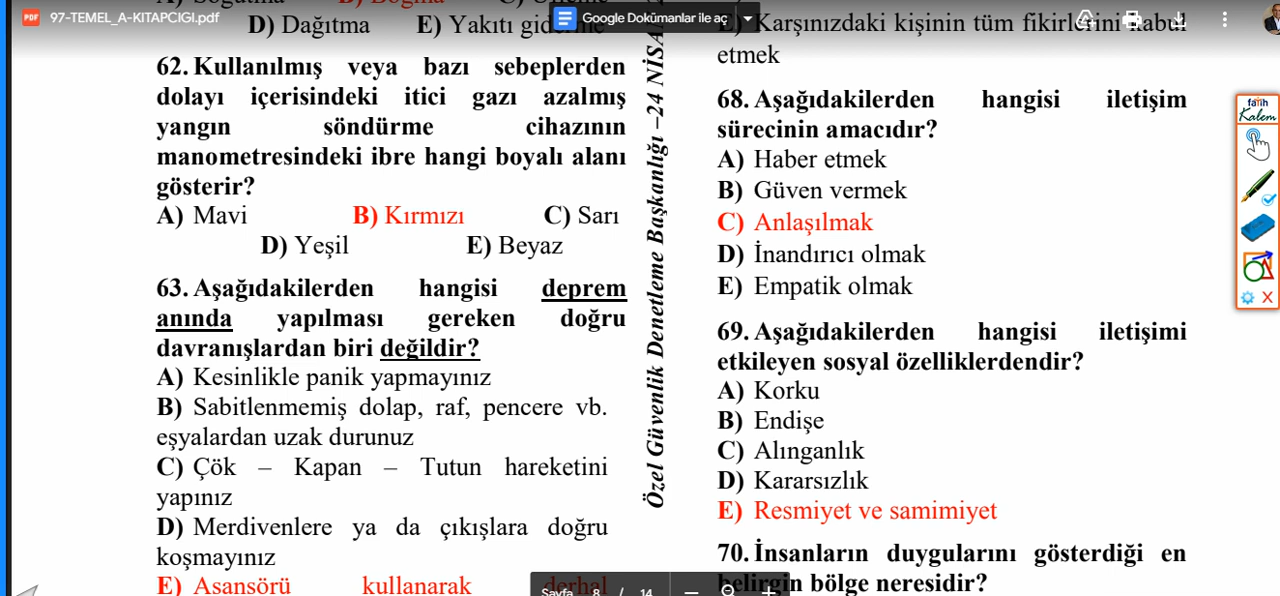 97-TEMEL_A-KITAPCIGI.pdf
Google Dokümanlar ile aç
D) Dağıtma E) Yakıtı giderme
62. Kullanılmış veya bazı sebeplerden
dolayı içerisindeki itici gazı azalmış
yangın söndürme cihazının
manometresindeki ibre hangi boyalı alanı
gösterir?
A) Mavi B) Kırmızı C) Sarı
D) Yeşil E) Beyaz
63. Aşağıdakilerden hangisi deprem
anında yapılması gereken doğru
davranışlardan biri değildir?
A) Kesinlikle panik yapmayınız
B) Sabitlenmemiş dolap, raf, pencere vb.
eşyalardan uzak durunuz
C) Çök – Kapan – Tutun hareketini
yapınız
D) Merdivenlere ya da çıkışlara doğru
koşmayınız
E) Asansörü kullanarak derhal
Özel Güvenlik Denetleme Başkanlığı –24 NİSA
E) Karşınızdaki kişinin tüm fikirlerini kabul
etmek
68. Aşağıdakilerden hangisi iletişim
sürecinin amacıdır?
A) Haber etmek
B) Güven vermek
C) Anlaşılmak
D) İnandırıcı olmak
E) Empatik olmak
69. Aşağıdakilerden hangisi iletişimi
etkileyen sosyal özelliklerdendir?
A) Korku
B) Endişe
C) Alınganlık
D) Kararsızlık
E) Resmiyet ve samimiyet
70. İnsanların duygularını gösterdiği en
belirgin bölge neresidir?
Sayfa 8 / 14
fatih
Kalem